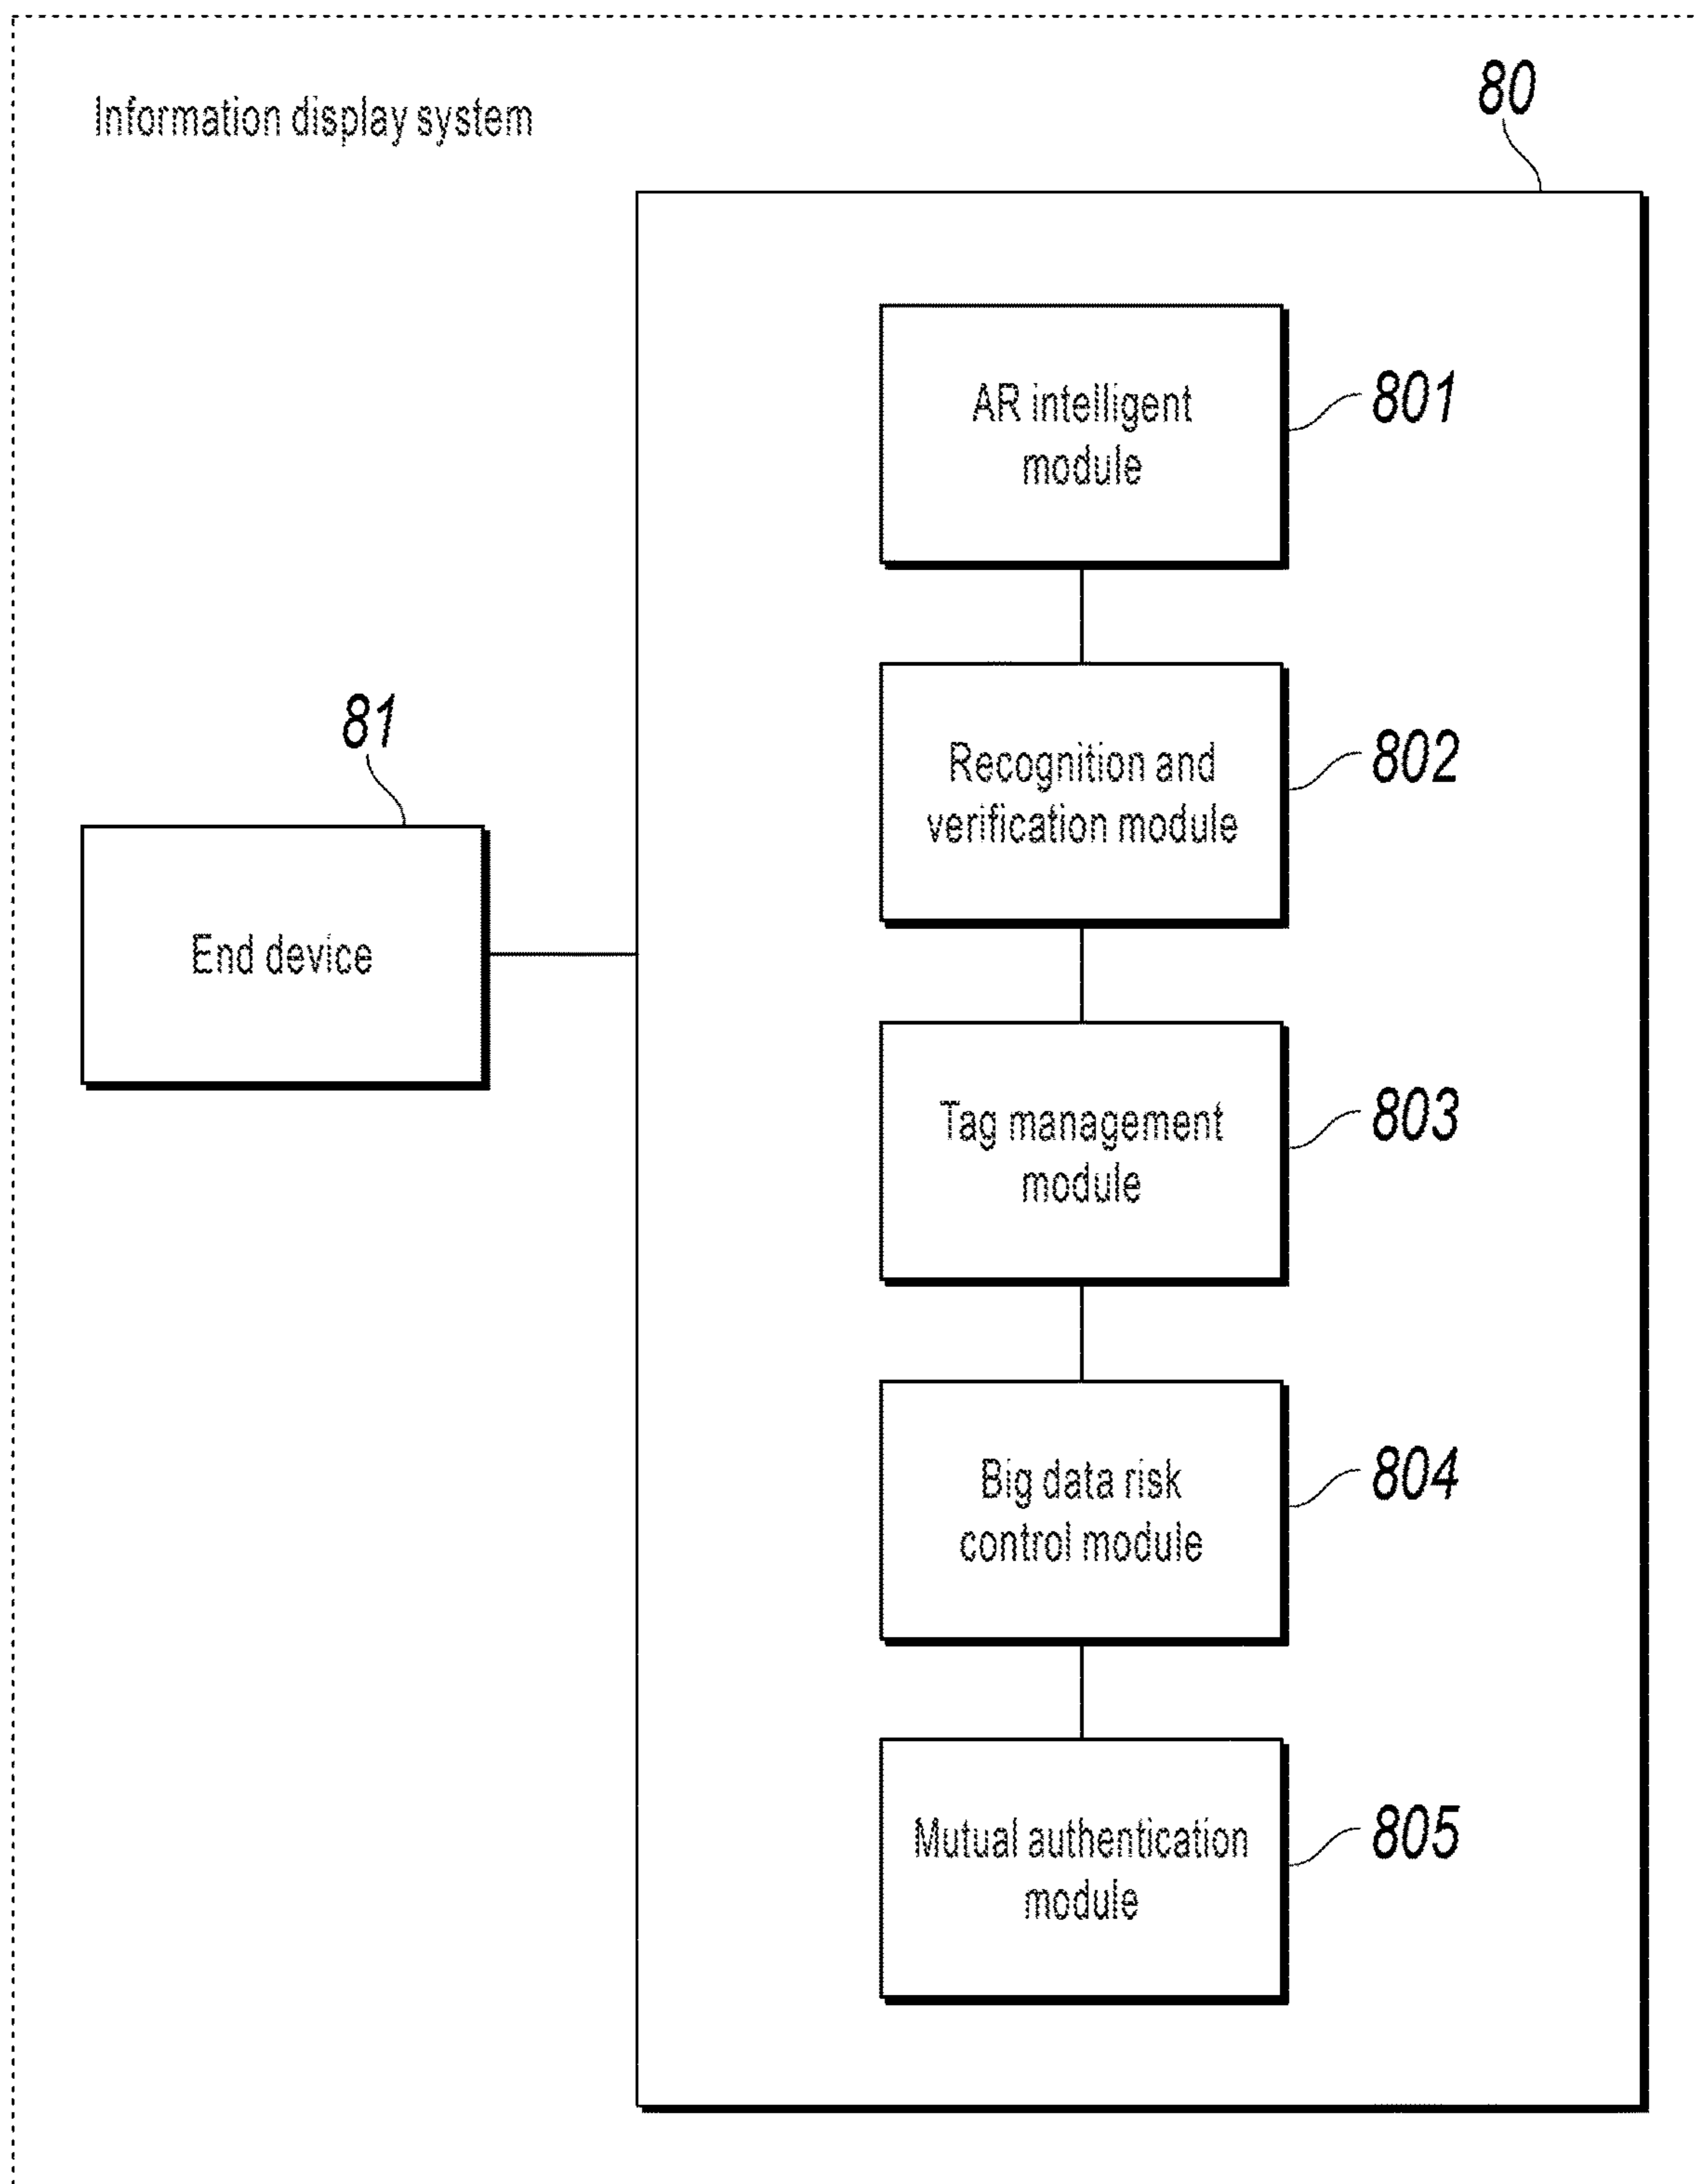 Information display system
80
AR intelligent
module
801
Recognition and
verification module
802
81
End device
Tag management
module
803
Big data risk
control module
804
Mutual authentication
module
805